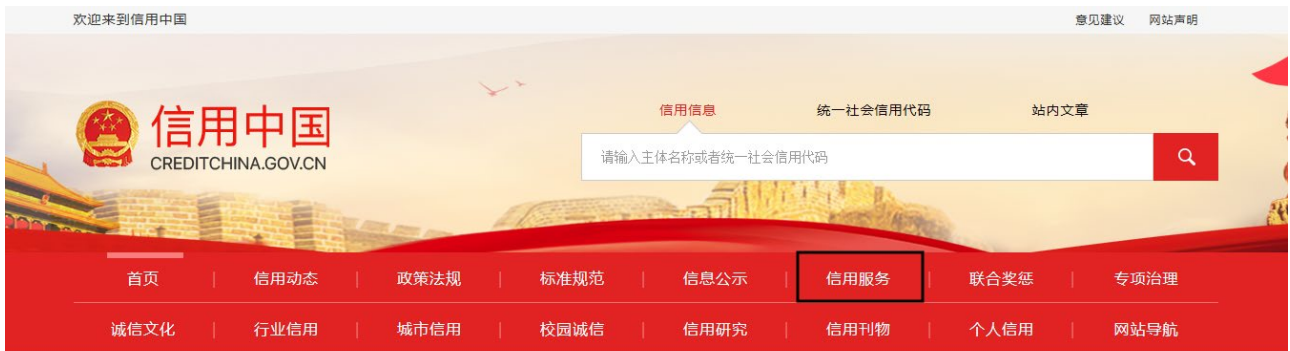 欢迎来到信用中国 意见建议 网站声明
信用信息 统一社会信用代码 站内文章
信用中国
CREDITCHINA.GOV.CN
请输入主体名称或者统一社会信用代码
首页 信用动态 政策法规 标准规范 信息公示 信用服务 联合奖惩 专项治理
诚信文化 行业信用 城市信用 校园诚信 信用研究 信用刊物 个人信用 网站导航